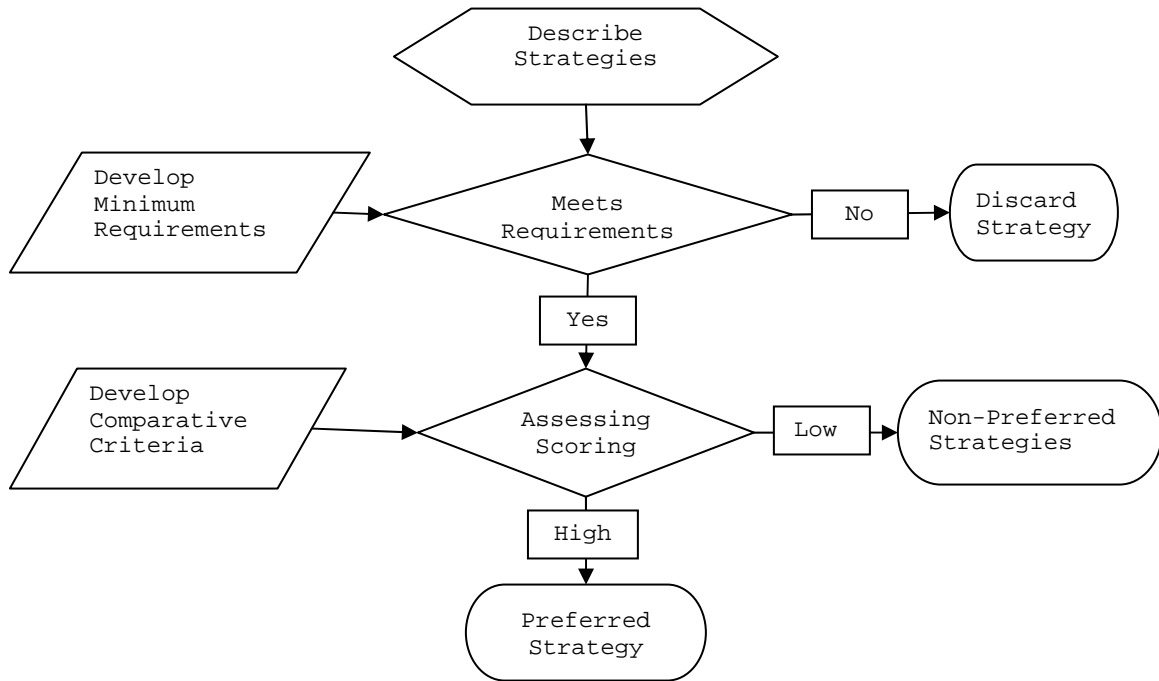 Describe
Strategies
Develop
Minimum
Requirements
Meets
Requirements
No
Discard
Strategy
Yes
Develop
Comparative
Criteria
Assessing
Scoring
Low
Non-Preferred
Strategies
High
Preferred
Strategy